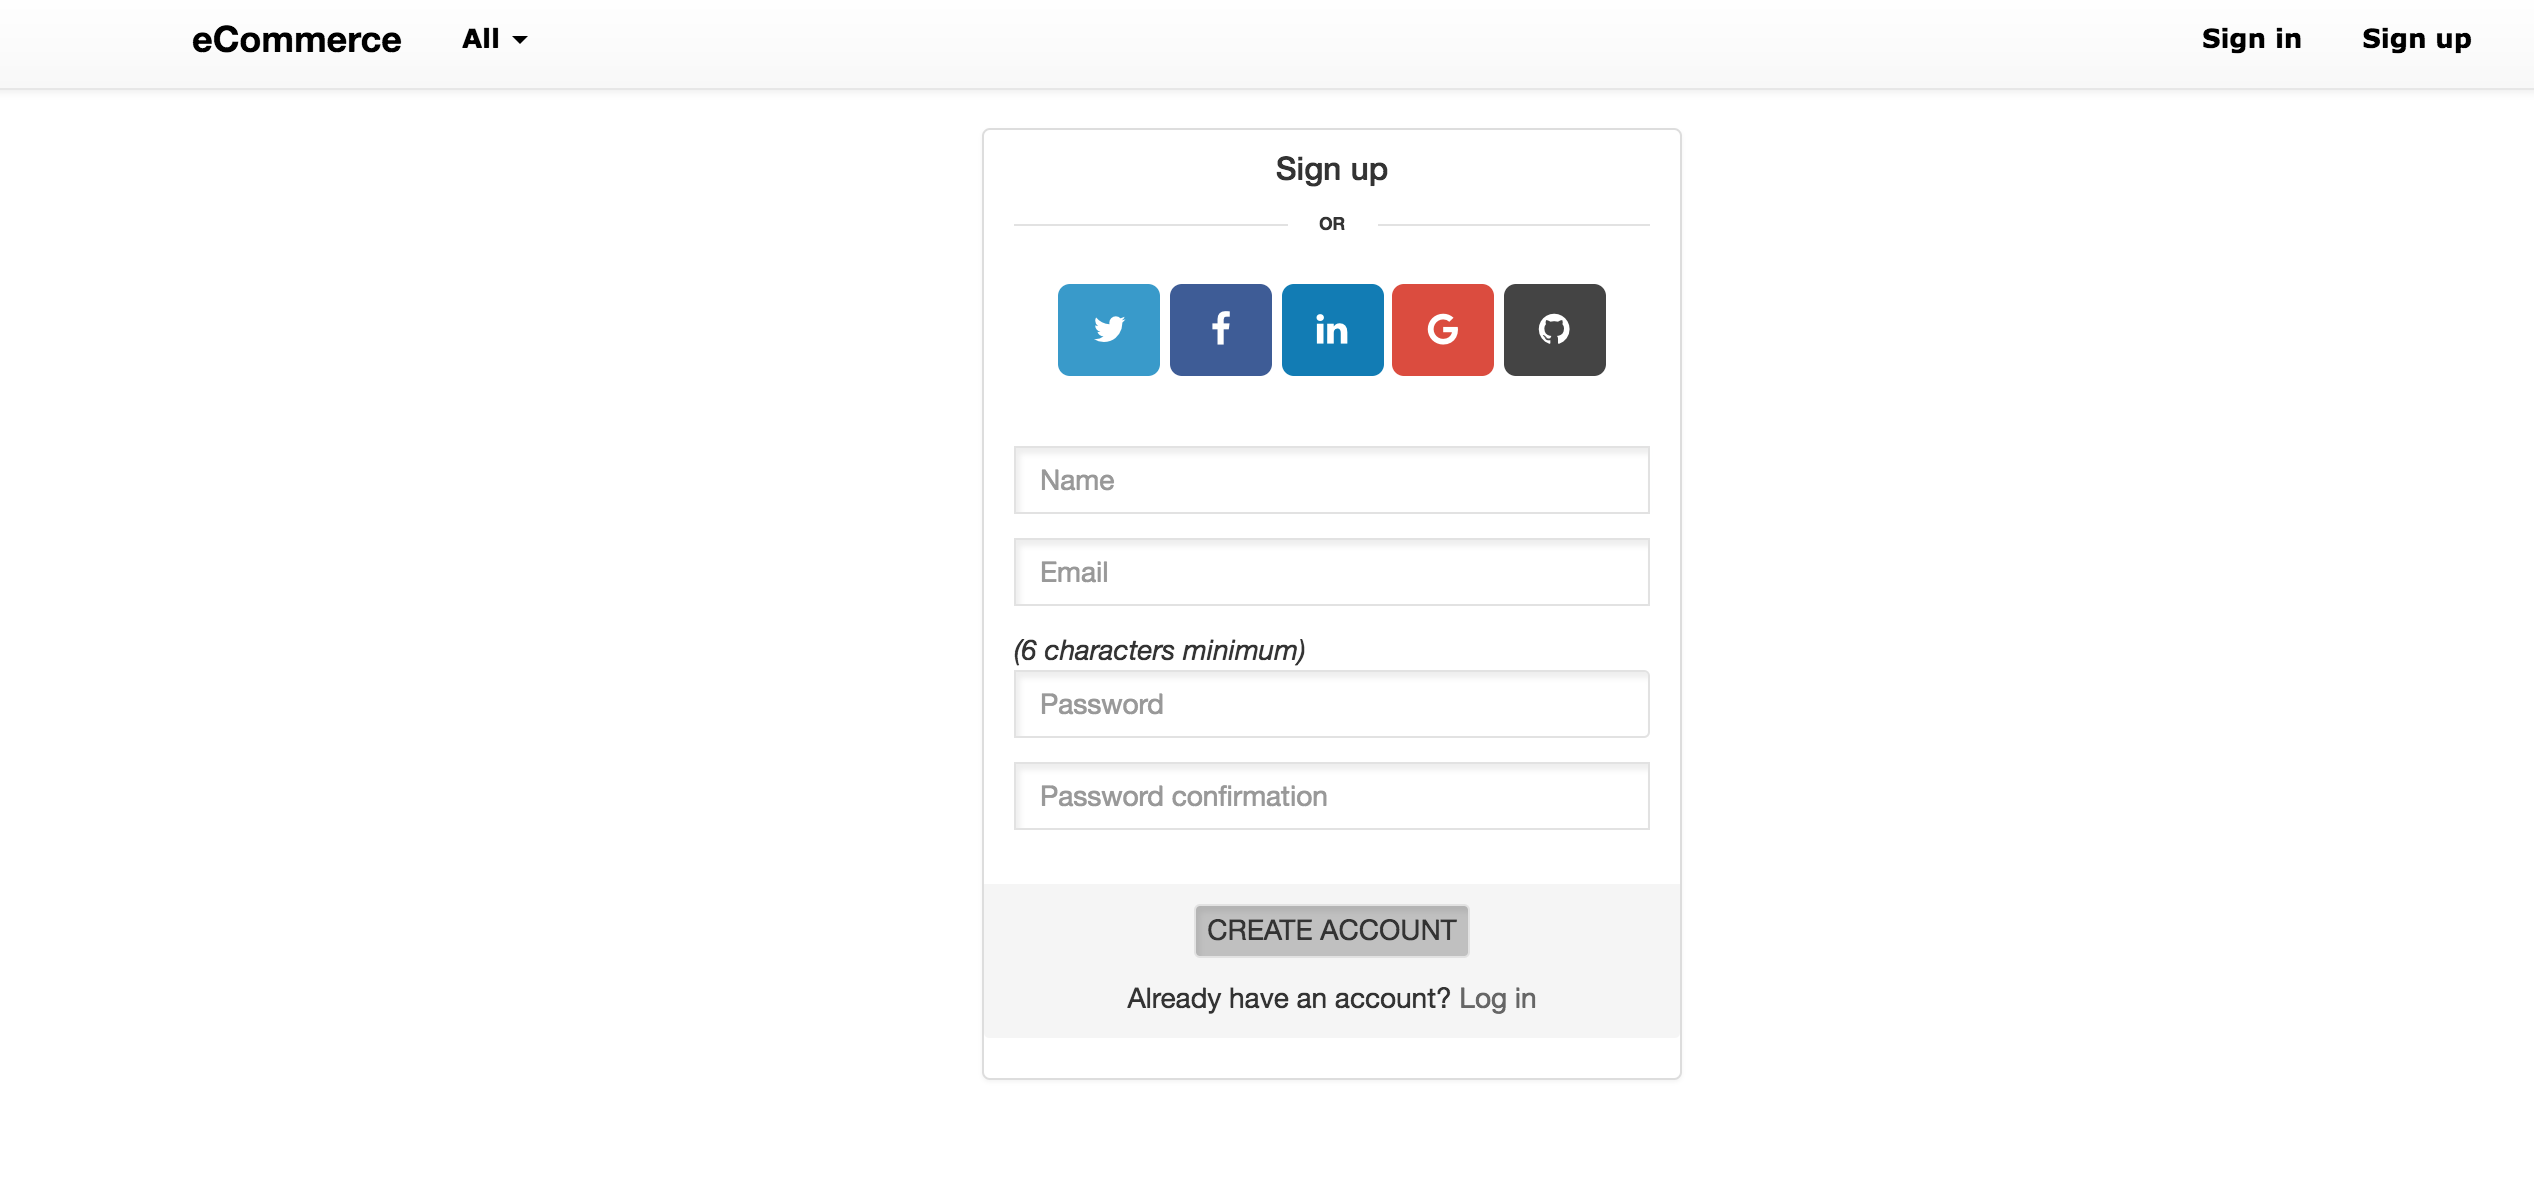 eCommerce All Sign in Sign up
Sign up
OR
Name
Email
(6 characters minimum)
Password
Password confirmation
CREATE ACCOUNT
Already have an account? Log in